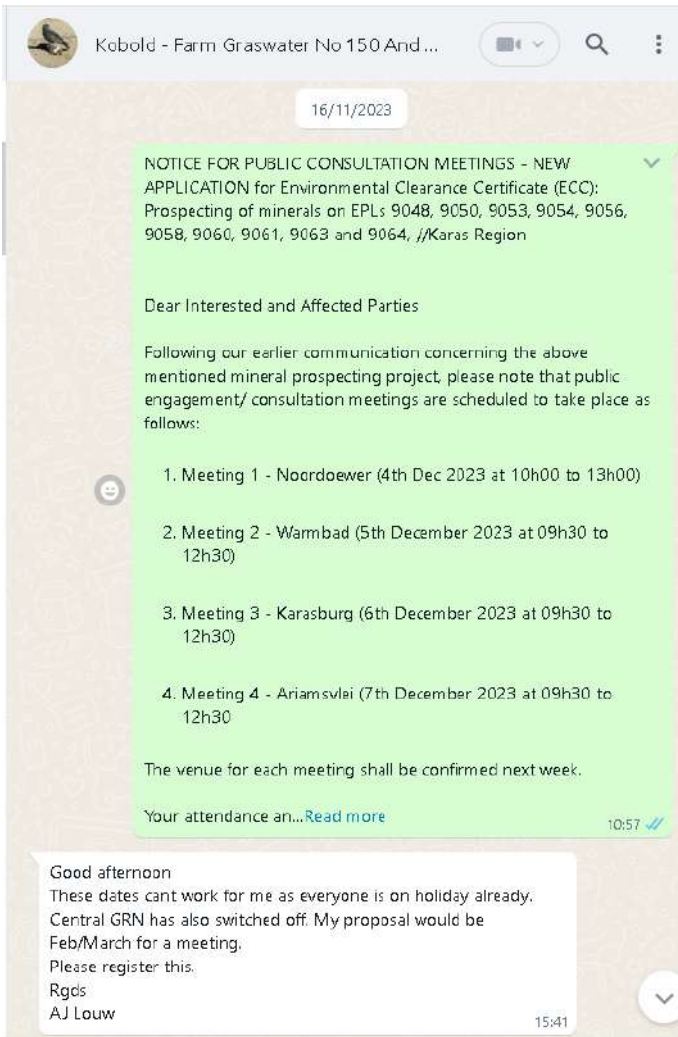 Kobold - Farm Graswater No 150 And ...
16/11/2023
NOTICE FOR PUBLIC CONSULTATION MEETINGS - NEW
APPLICATION for Environmental Clearance Certificate (ECC):
Prospecting of minerals on EPLs 9048, 9050, 9053, 9054, 9056,
9058, 9060, 9061, 9063 and 9064, //Karas Region
Dear Interested and Affected Parties
Following our earlier communication concerning the above
mentioned mineral prospecting project, please note that public
engagement/ consultation meetings are scheduled to take place as
follows:
1. Meeting 1 - Noordoewer (4th Dec 2023 at 10h00 to 13h00)
2. Meeting 2 - Warmbad (5th December 2023 at 09h30 to
12h30)
3. Meeting 3 - Karasburg (6th December 2023 at 09h30 to
12h30)
4. Meeting 4 - Ariamsvlei (7th December 2023 at 09h30 to
12h30
The venue for each meeting shall be confirmed next week.
Your attendance an...Read more
10:57
Good afternoon
These dates cant work for me as everyone is on holiday already.
Central GRN has also switched off. My proposal would be
Feb/March for a meeting.
Please register this.
Rgds
AJ Louw
15:41